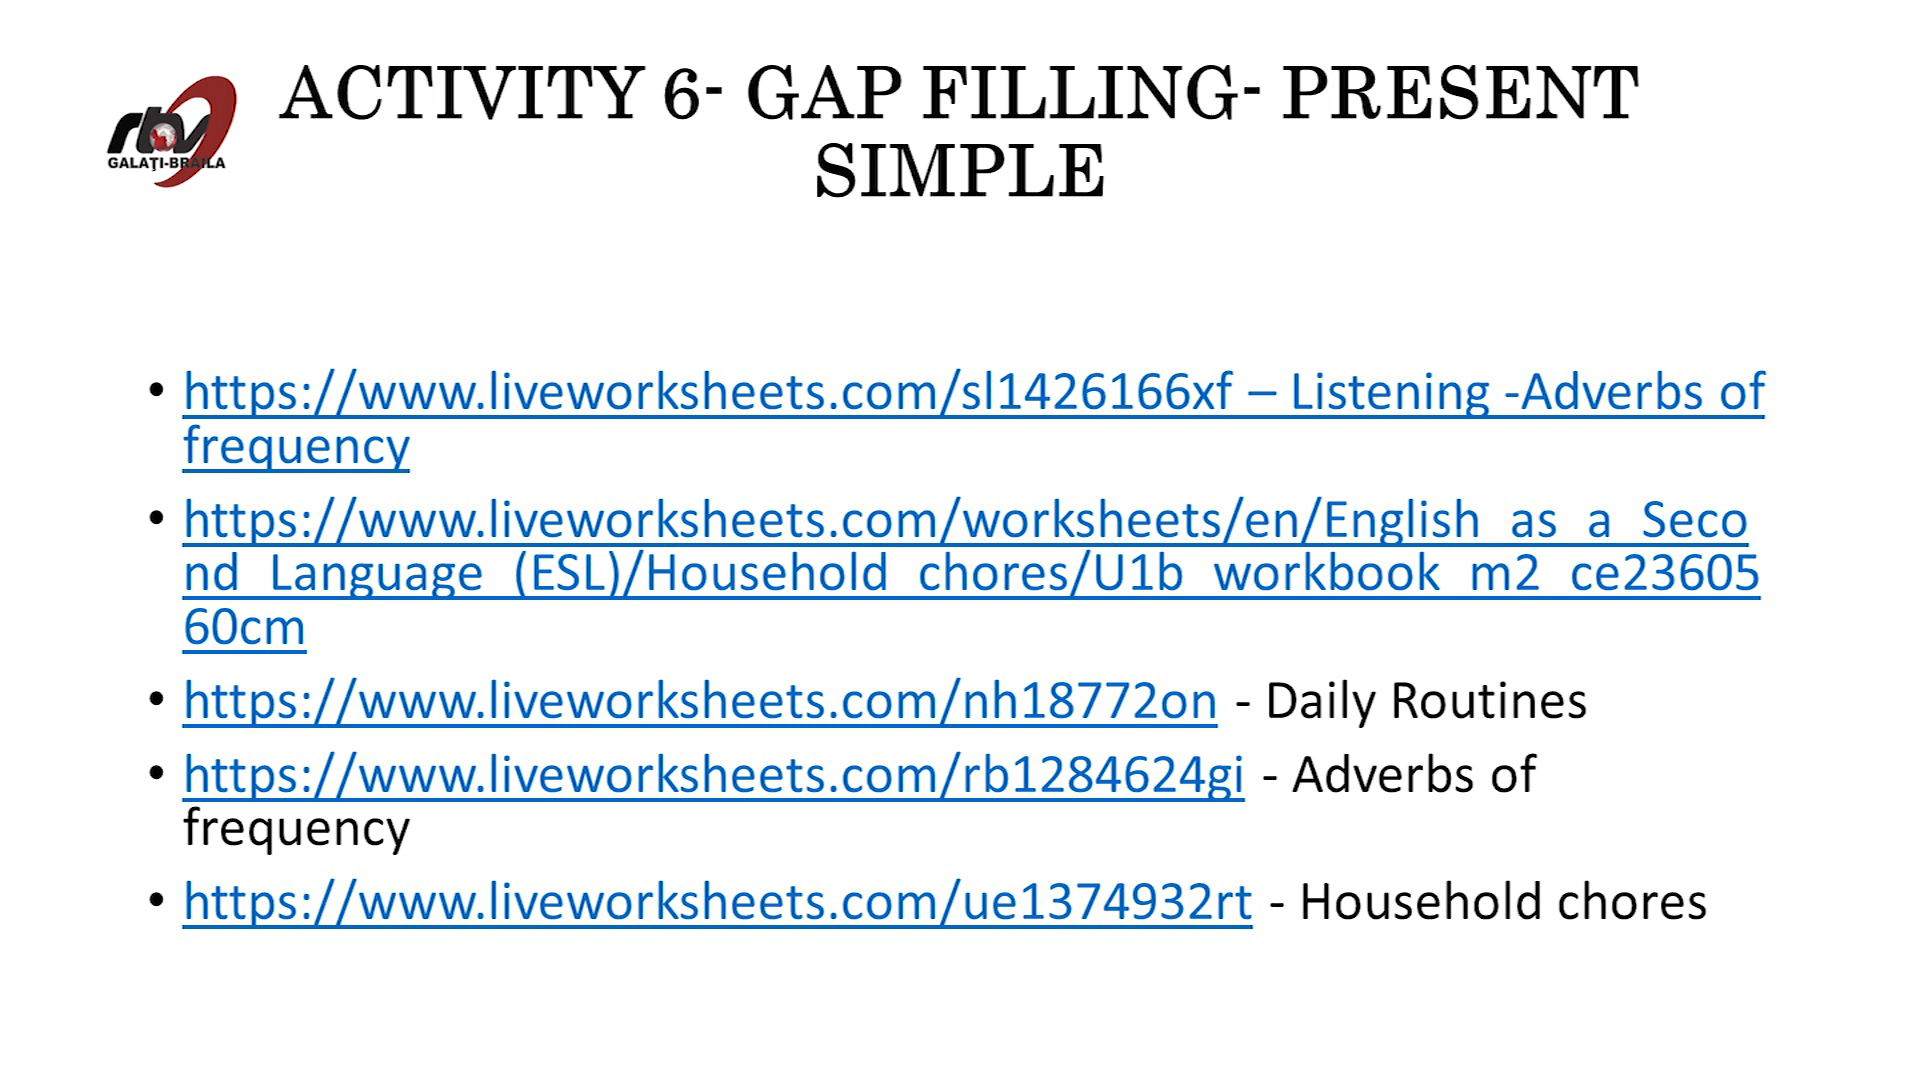 rtv
GALAŢI-BRĂILA
ACTIVITY 6- GAP FILLING- PRESENT
SIMPLE
• https://www.liveworksheets.com/sl1426166xf – Listening -Adverbs of
frequency
• https://www.liveworksheets.com/worksheets/en/English_as_a_Seco
nd_Language_(ESL)/Household_chores/U1b_workbook_m2_ce23605
60cm
• https://www.liveworksheets.com/nh18772on - Daily Routines
• https://www.liveworksheets.com/rb1284624gi - Adverbs of
frequency
• https://www.liveworksheets.com/ue1374932rt - Household chores